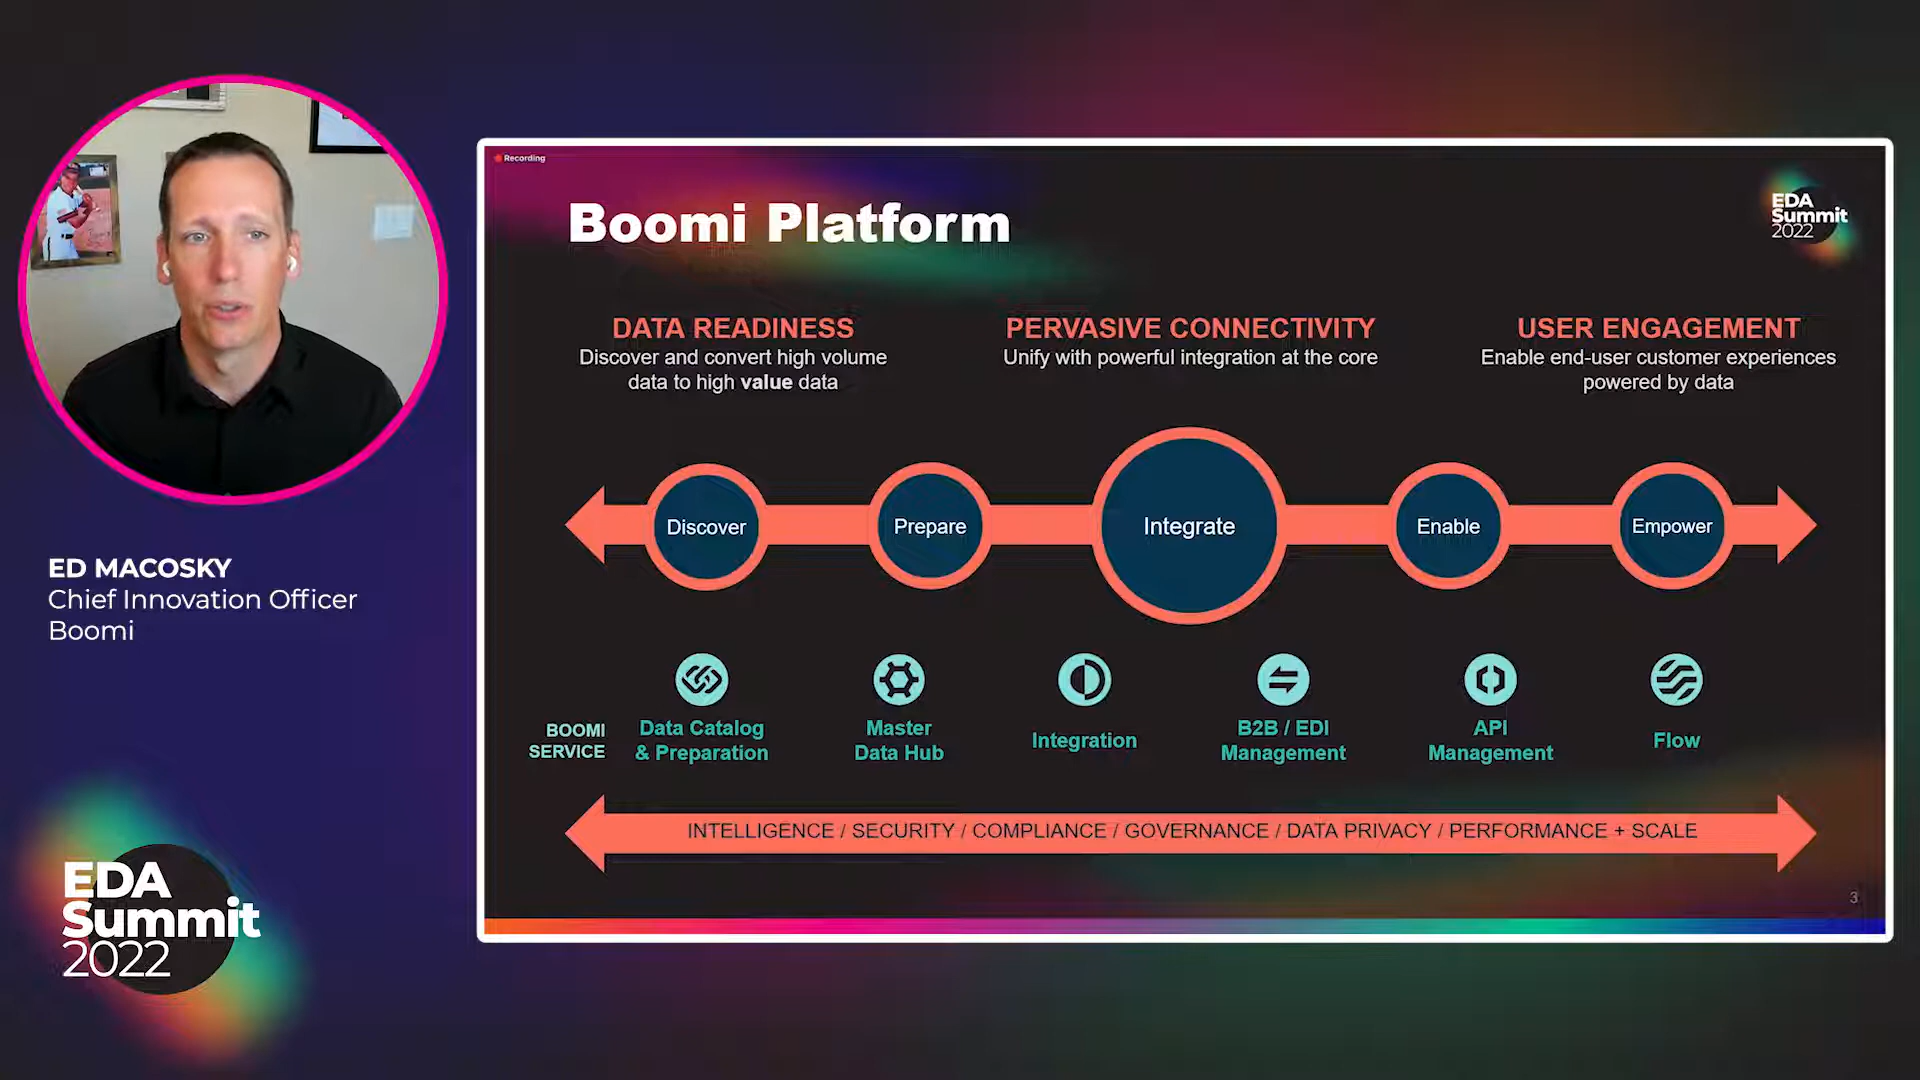 ED MACOSKY
Chief Innovation Officer
Boomi
EDA
Summit
2022
Recording
Boomi Platform
EDA
Summit
2022
DATA READINESS
Discover and convert high volume
data to high value data
PERVASIVE CONNECTIVITY
Unify with powerful integration at the core
USER ENGAGEMENT
Enable end-user customer experiences
powered by data
Discover
Prepare
Integrate
Enable
Empower
BOOMI
SERVICE
Data Catalog
& Preparation
Master
Data Hub
Integration
B2B / EDI
Management
API
Management
Flow
INTELLIGENCE / SECURITY / COMPLIANCE / GOVERNANCE / DATA PRIVACY / PERFORMANCE + SCALE
3